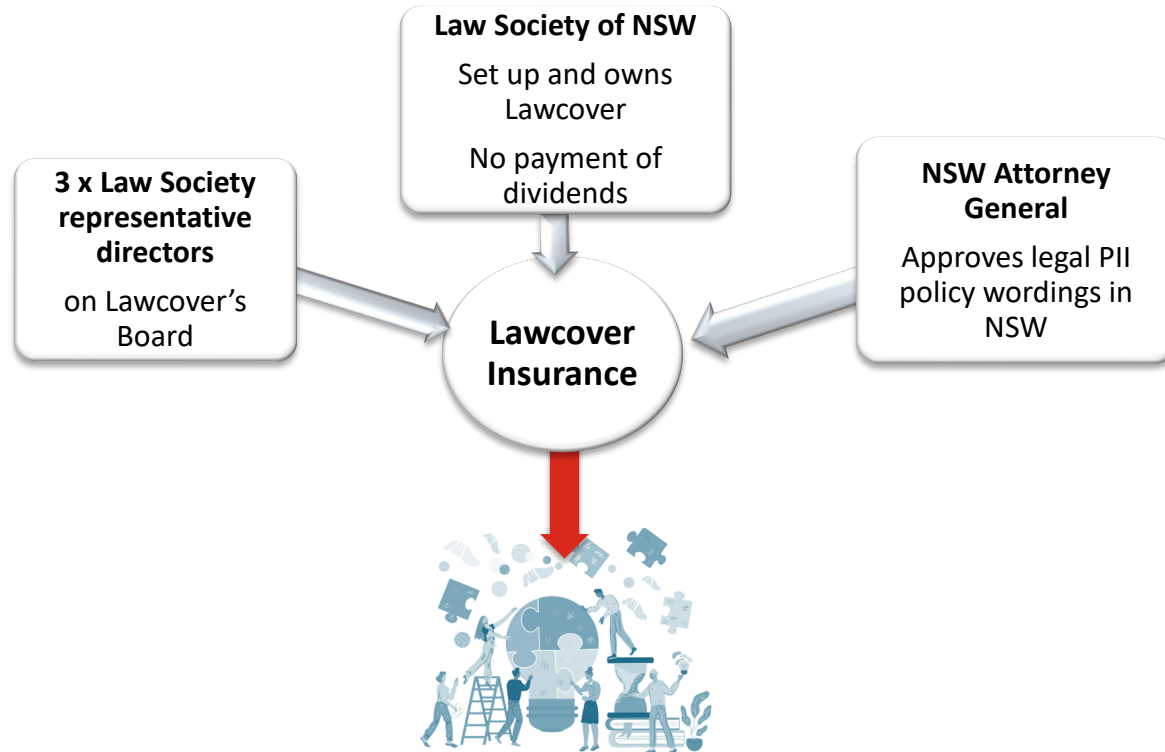 Law Society of NSW
Set up and owns
Lawcover
No payment of
dividends
3 x Law Society
representative
directors
on Lawcover’s
Board
NSW Attorney
General
Approves legal PII
policy wordings in
NSW
Lawcover
Insurance